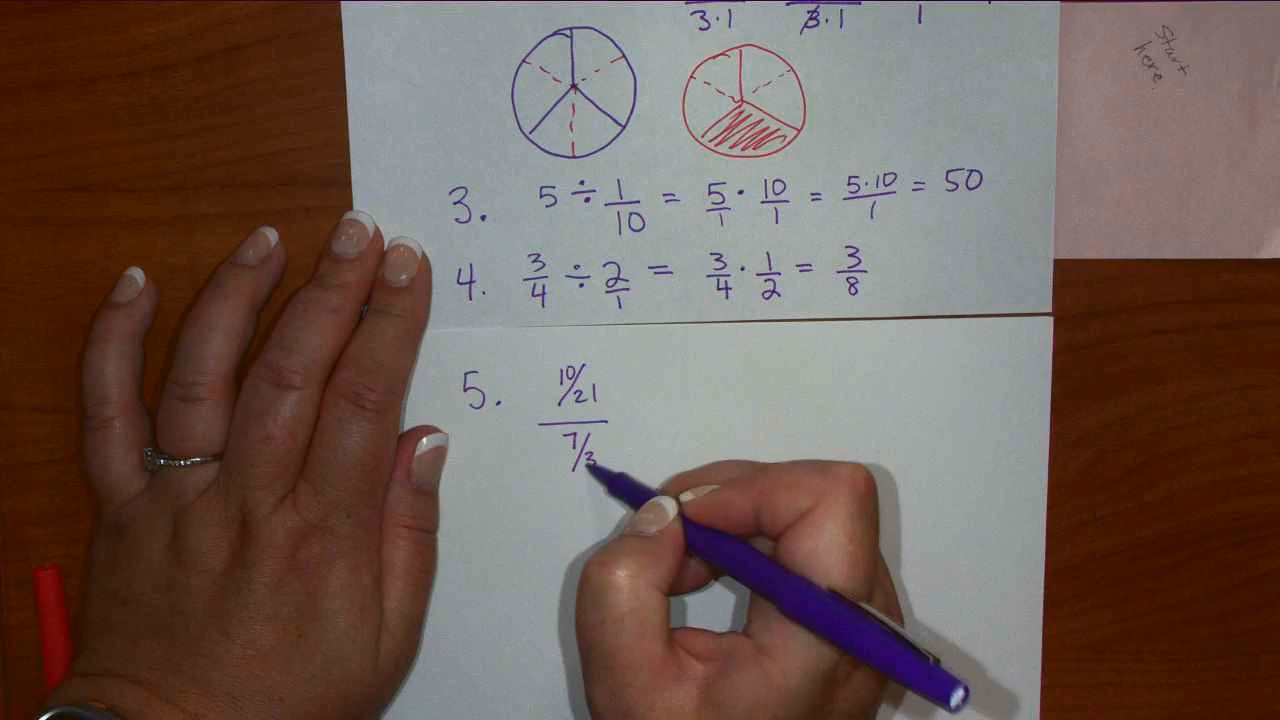 3·1 3·1 1
Start
here
3. 5 ÷ 1/10 = 5/1 · 10/1 = 5·10/1 = 50
4. 3/4 ÷ 2/1 = 3/4 · 1/2 = 3/8
5. 10/21
7/3